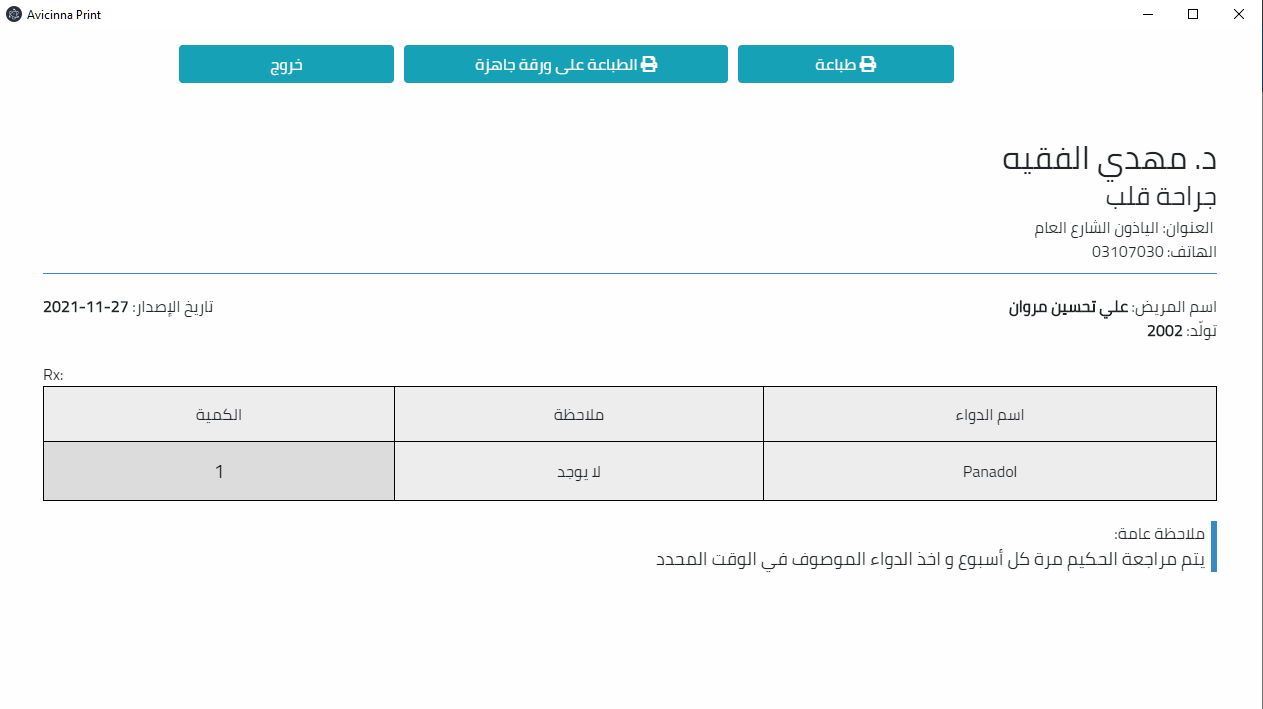 Avicinna Print
طباعة
الطباعة على ورقة جاهزة
خروج
د. مهدي الفقيه
جراحة قلب
العنوان: الياذون الشارع العام
الهاتف: 03107030
اسم المريض: علي تحسين مروان
تاريخ الإصدار: 2021-11-27
تولّد: 2002
Rx:
اسم الدواء ملاحظة الكمية
Panadol لا يوجد 1
ملاحظة عامة:
يتم مراجعة الحكيم مرة كل أسبوع و اخذ الدواء الموصوف في الوقت المحدد